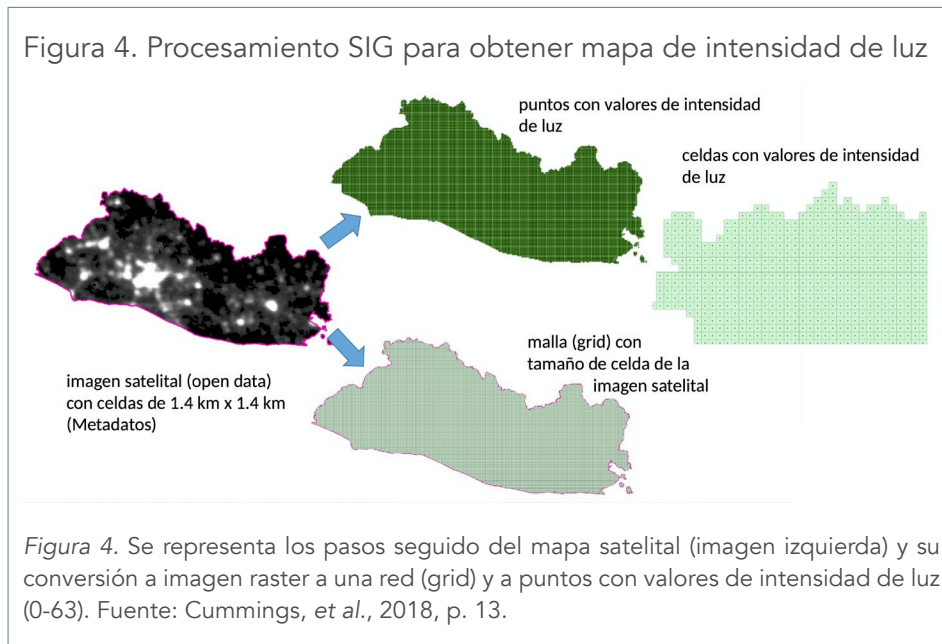 Figura 4. Procesamiento SIG para obtener mapa de intensidad de luz
puntos con valores de intensidad
de luz
celdas con valores de intensidad
de luz
imagen satelital (open data)
con celdas de 1.4 km x 1.4 km
(Metadatos)
malla (grid) con
tamaño de celda de la
imagen satelital
Figura 4. Se representa los pasos seguido del mapa satelital (imagen izquierda) y su
conversión a imagen raster a una red (grid) y a puntos con valores de intensidad de luz
(0-63). Fuente: Cummings, et al., 2018, p. 13.